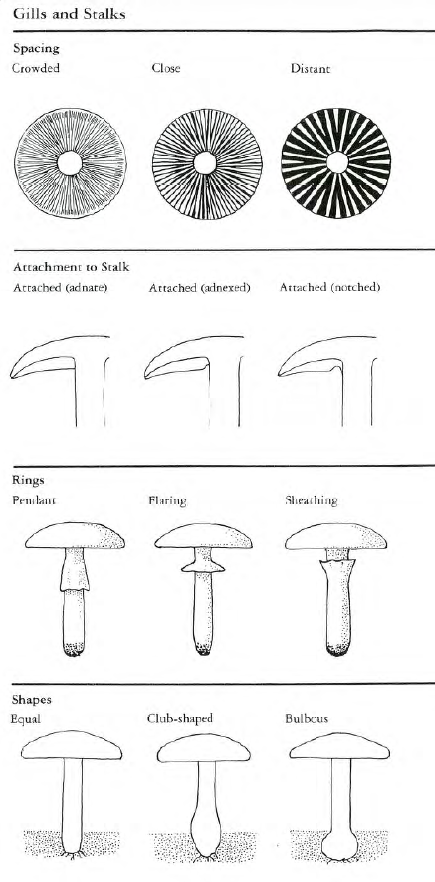 Gills and Stalks
Spacing
Crowded Close Distant
Attachment to Stalk
Attached (adnate) Attached (adnexed) Attached (notched)
Rings
Pendant Flaring Sheathing
Shapes
Equal Club-shaped Bulbous